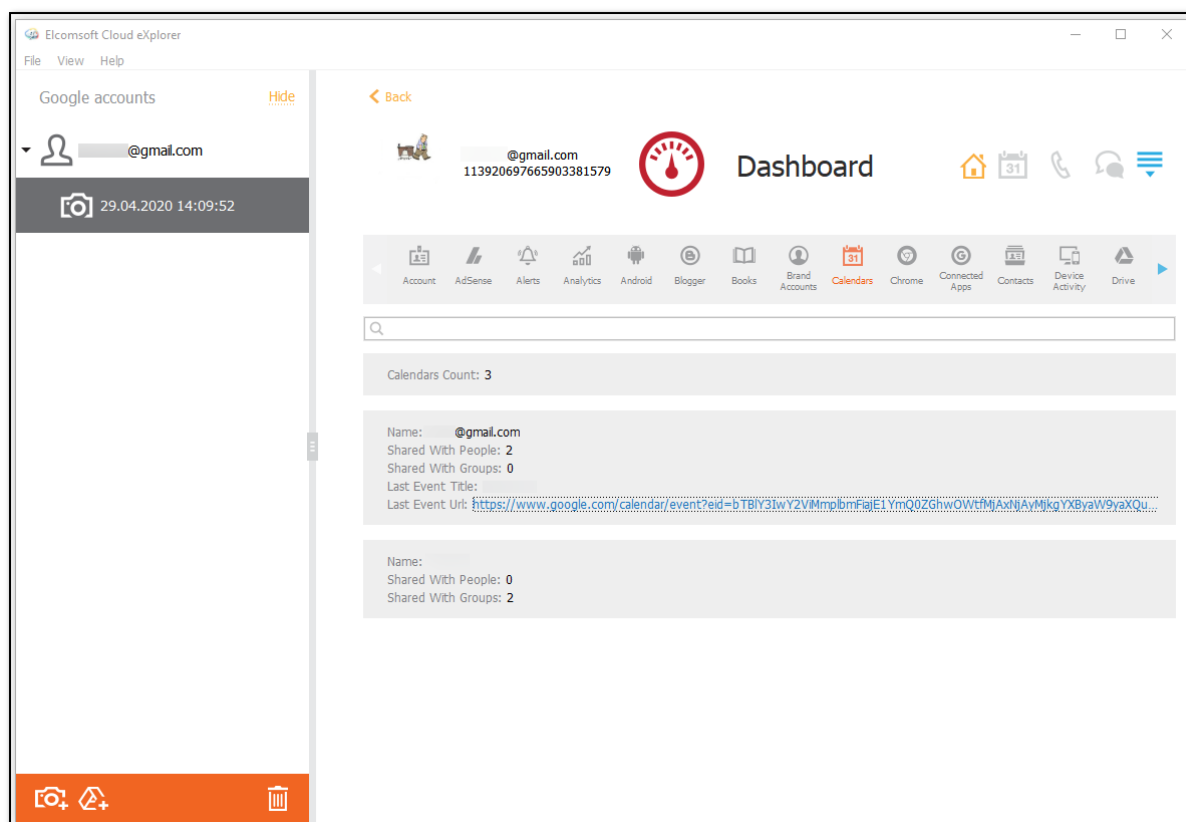 Elcomsoft Cloud eXplorer
File View Help
Google accounts Hide
@gmail.com
29.04.2020 14:09:52
Back
@gmail.com
113920697665903381579
Dashboard
31
Account AdSense Alerts Analytics Android Blogger Books Brand Accounts 31 Calendars Chrome Connected Apps Contacts Device Activity Drive
Calendars Count: 3
Name: @gmail.com
Shared With People: 2
Shared With Groups: 0
Last Event Title:
Last Event Url: https://www.google.com/calendar/event?eid=bTBlY3IwY2ViMmplbmFiajE1YmQ0ZGhwOWtfMjAxNjAyMjkgYXByaW9yaXQu...
Name:
Shared With People: 0
Shared With Groups: 2